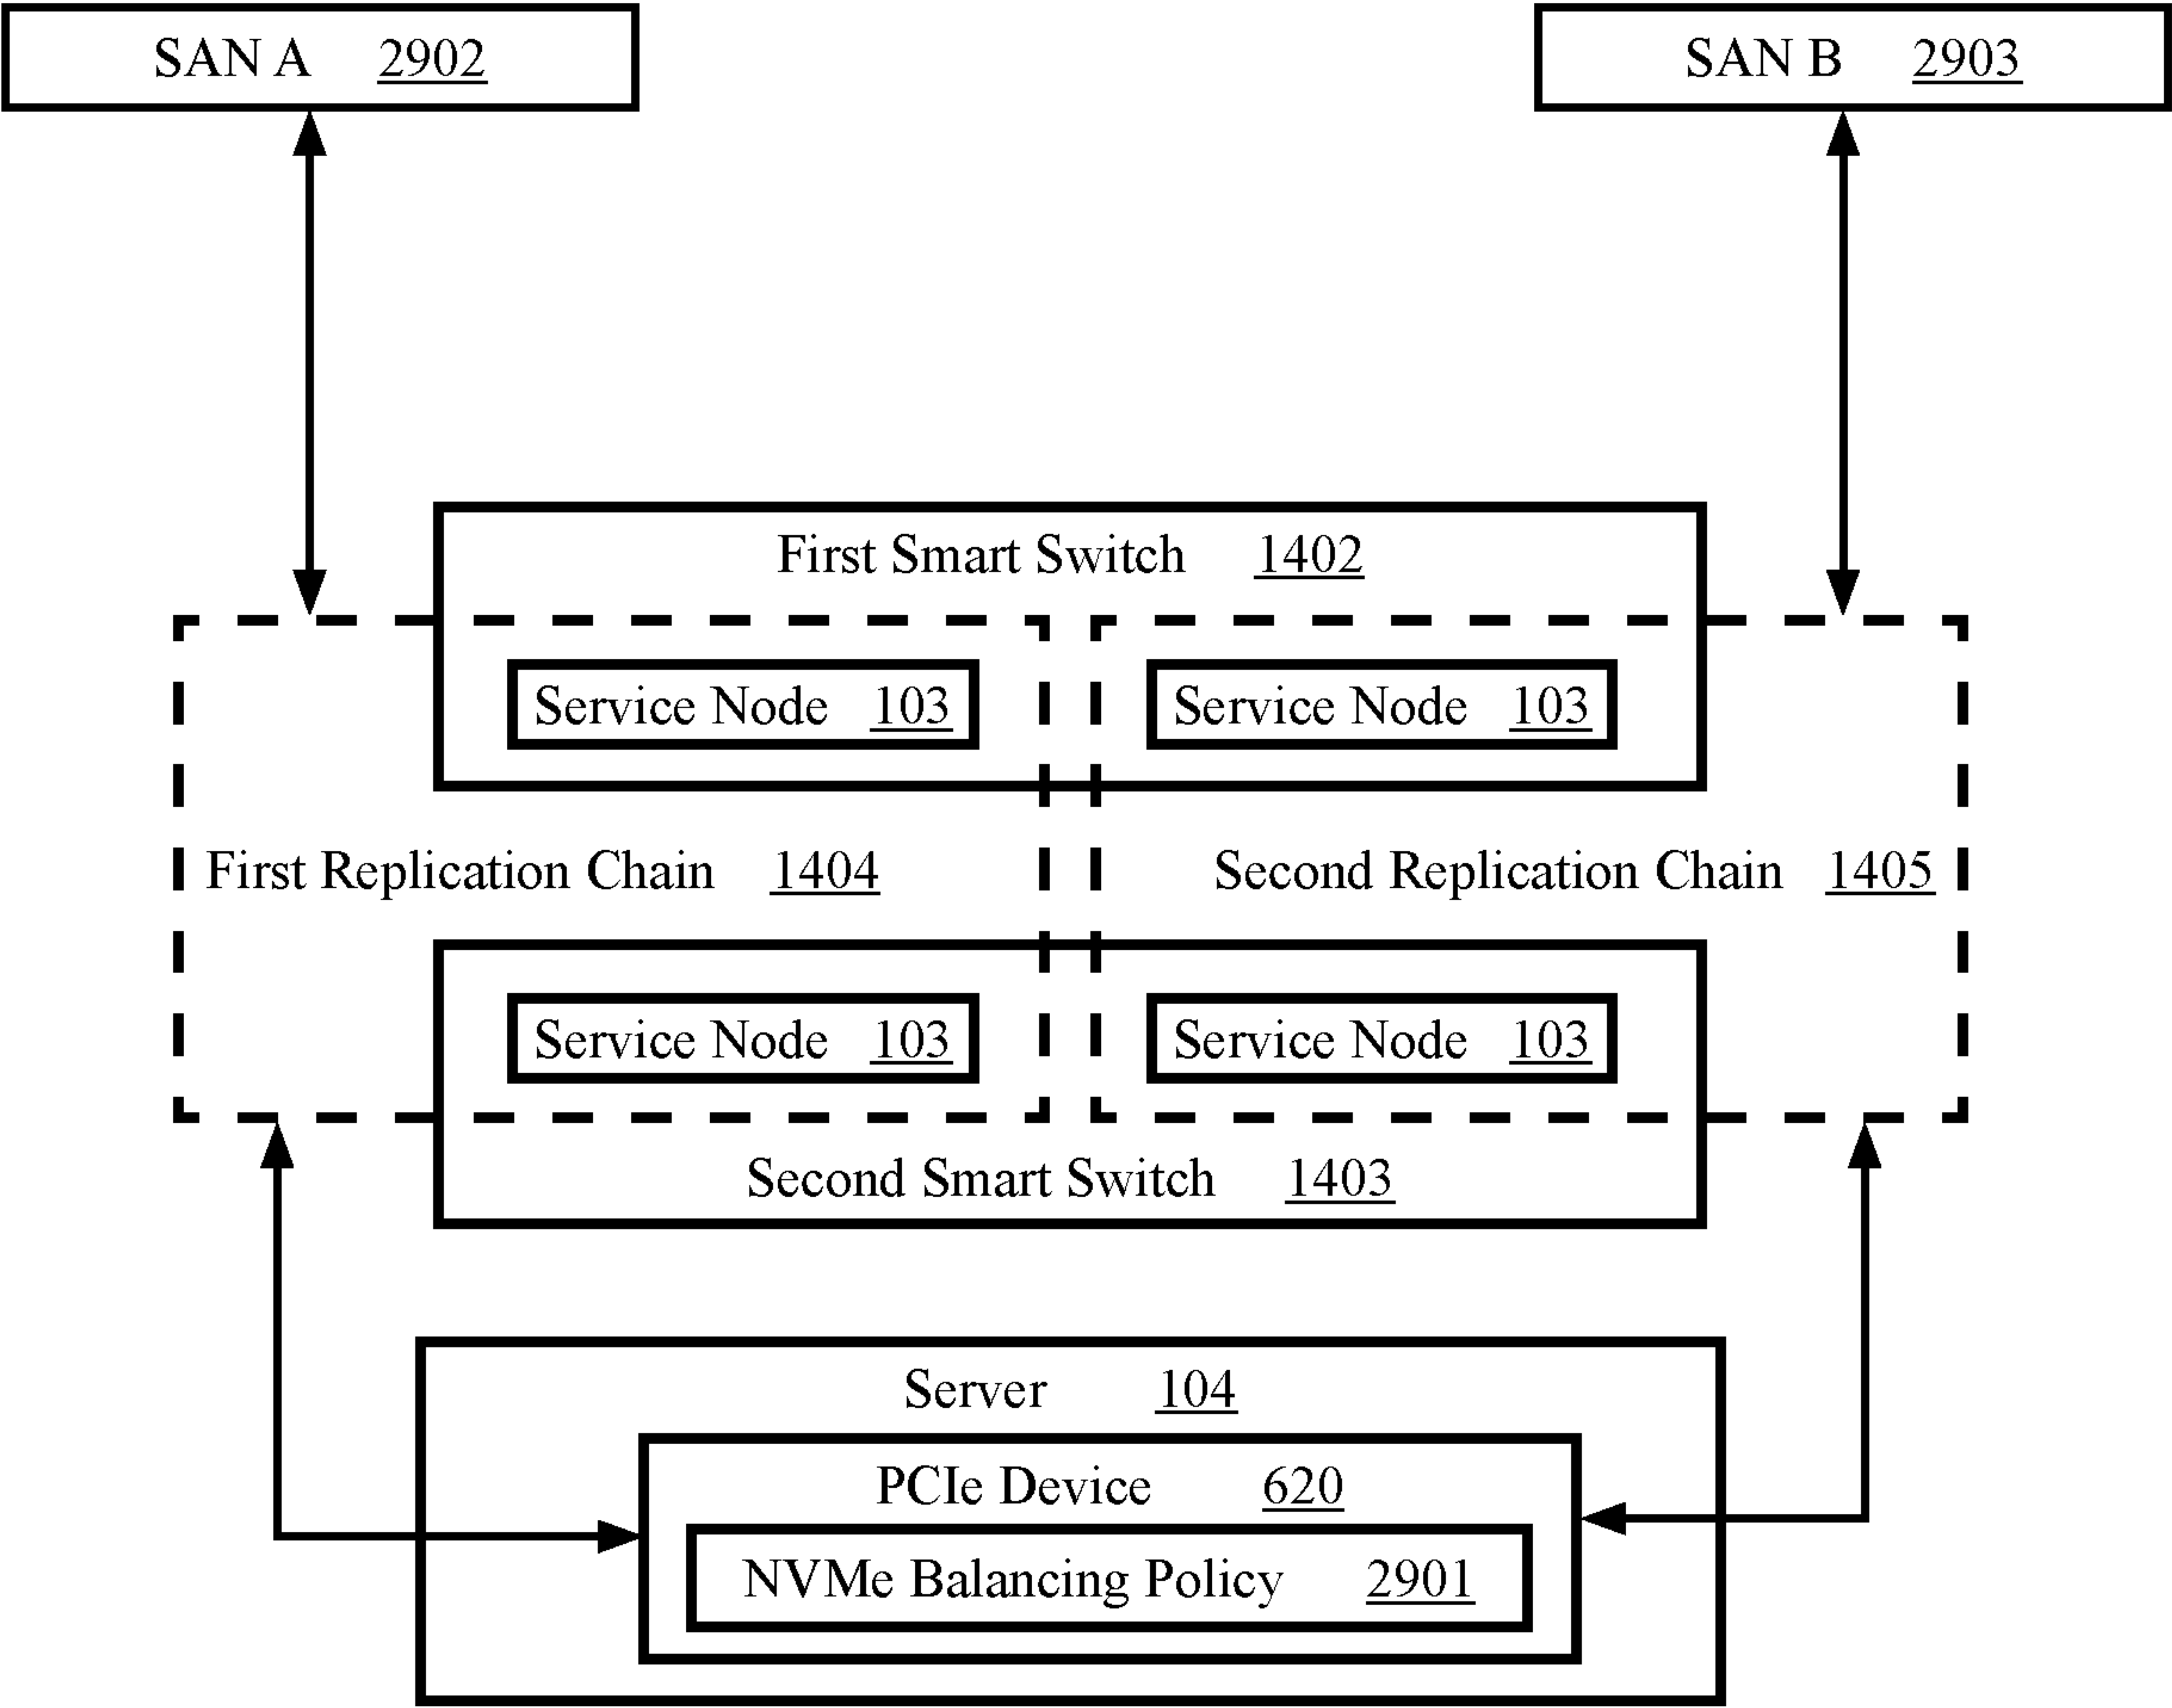 SAN A 2902
SAN B 2903
First Smart Switch 1402
Service Node 103
Service Node 103
First Replication Chain 1404
Second Replication Chain 1405
Service Node 103
Service Node 103
Second Smart Switch 1403
Server 104
PCIe Device 620
NVMe Balancing Policy 2901